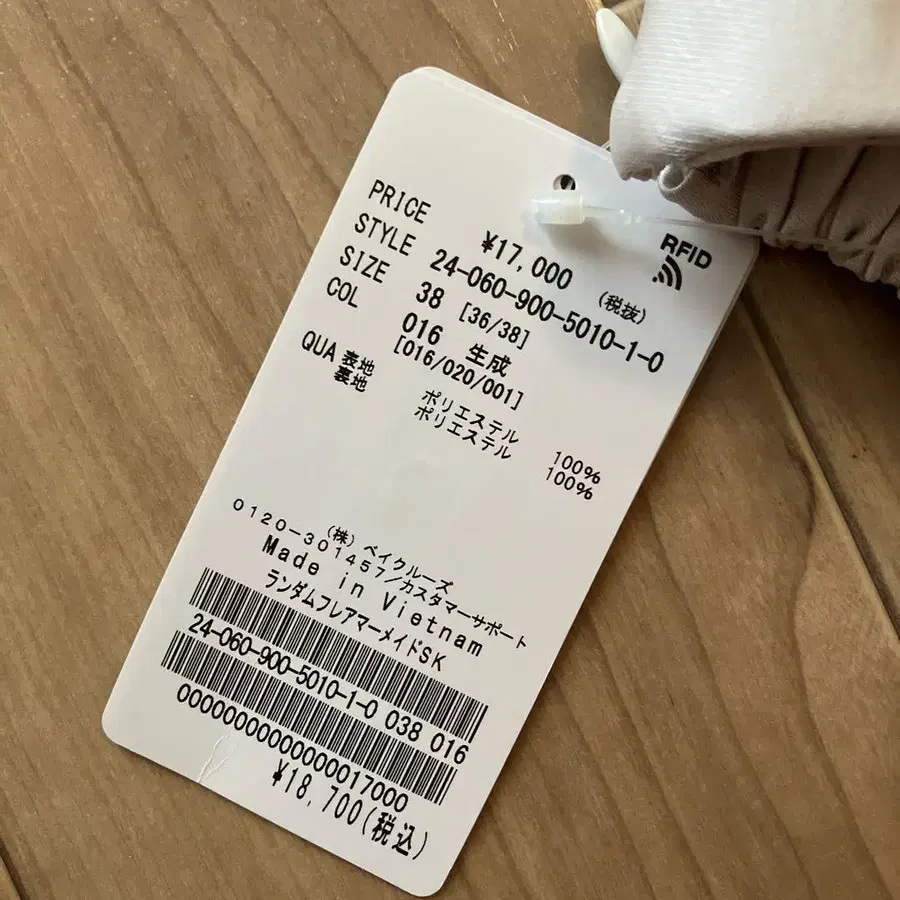 RFID
PRICE ¥17,000 (税抜)
STYLE 24-060-900-5010-1-0
SIZE 38 [36/38]
COL 016 生成
[016/020/001]
QUA 表地 ポリエステル 100%
裏地 ポリエステル 100%
(株) ベイクルーズ
0120-301457/カスタマーサポート
Made in Vietnam
ランダムフレアマーメイドSK
24-060-900-5010-1-0 038 016
00000000000000017000
¥18,700(税込)